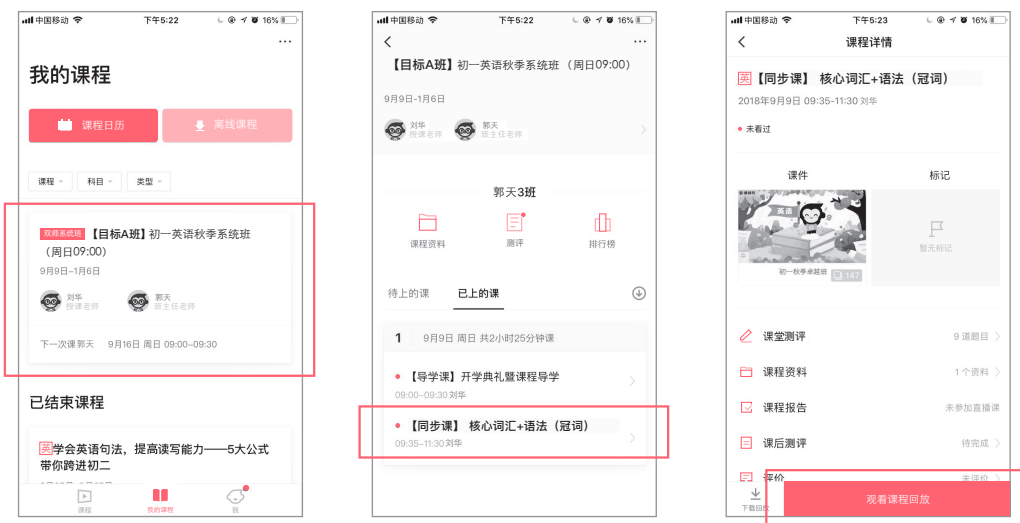 中国移动
下午5:22
16%
我的课程
课程日历
离线课程
课程
科目
类型
双师系统班 【目标A班】初一英语秋季系统班
（周日09:00）
9月9日-1月6日
刘华
授课老师
郭天
班主任老师
下一次课郭天 9月16日 周日 09:00-09:30
已结束课程
英 学会英语句法，提高读写能力——5大公式
带你跨进初二
课程
我的课程
我
中国移动
下午5:22
16%
【目标A班】初一英语秋季系统班 （周日09:00）
9月9日-1月6日
刘华
授课老师
郭天
班主任老师
郭天3班
课程资料
测评
排行榜
待上的课
已上的课
1 9月9日 周日 共2小时25分钟课
【导学课】开学典礼暨课程导学
09:00-09:30 刘华
【同步课】 核心词汇+语法（冠词）
09:35-11:30 刘华
中国移动
下午5:23
16%
课程详情
英【同步课】 核心词汇+语法（冠词）
2018年9月9日 09:35-11:30 刘华
未看过
课件
标记
英语
初一秋季卓越班
147
暂无标记
课堂测评
9 道题目
课程资料
1 个资料
课程报告
未参加直播课
课后测评
待完成
评价
未评价
下载回放
观看课程回放